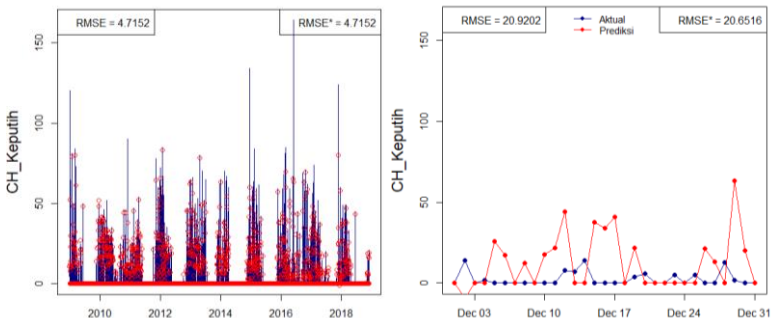 RMSE = 4.7152
RMSE* = 4.7152
CH_Keputih
150
100
50
0
2010 2012 2014 2016 2018
RMSE = 20.9202
Aktual
Prediksi
RMSE* = 20.6516
CH_Keputih
150
100
50
0
Dec 03 Dec 10 Dec 17 Dec 24 Dec 31